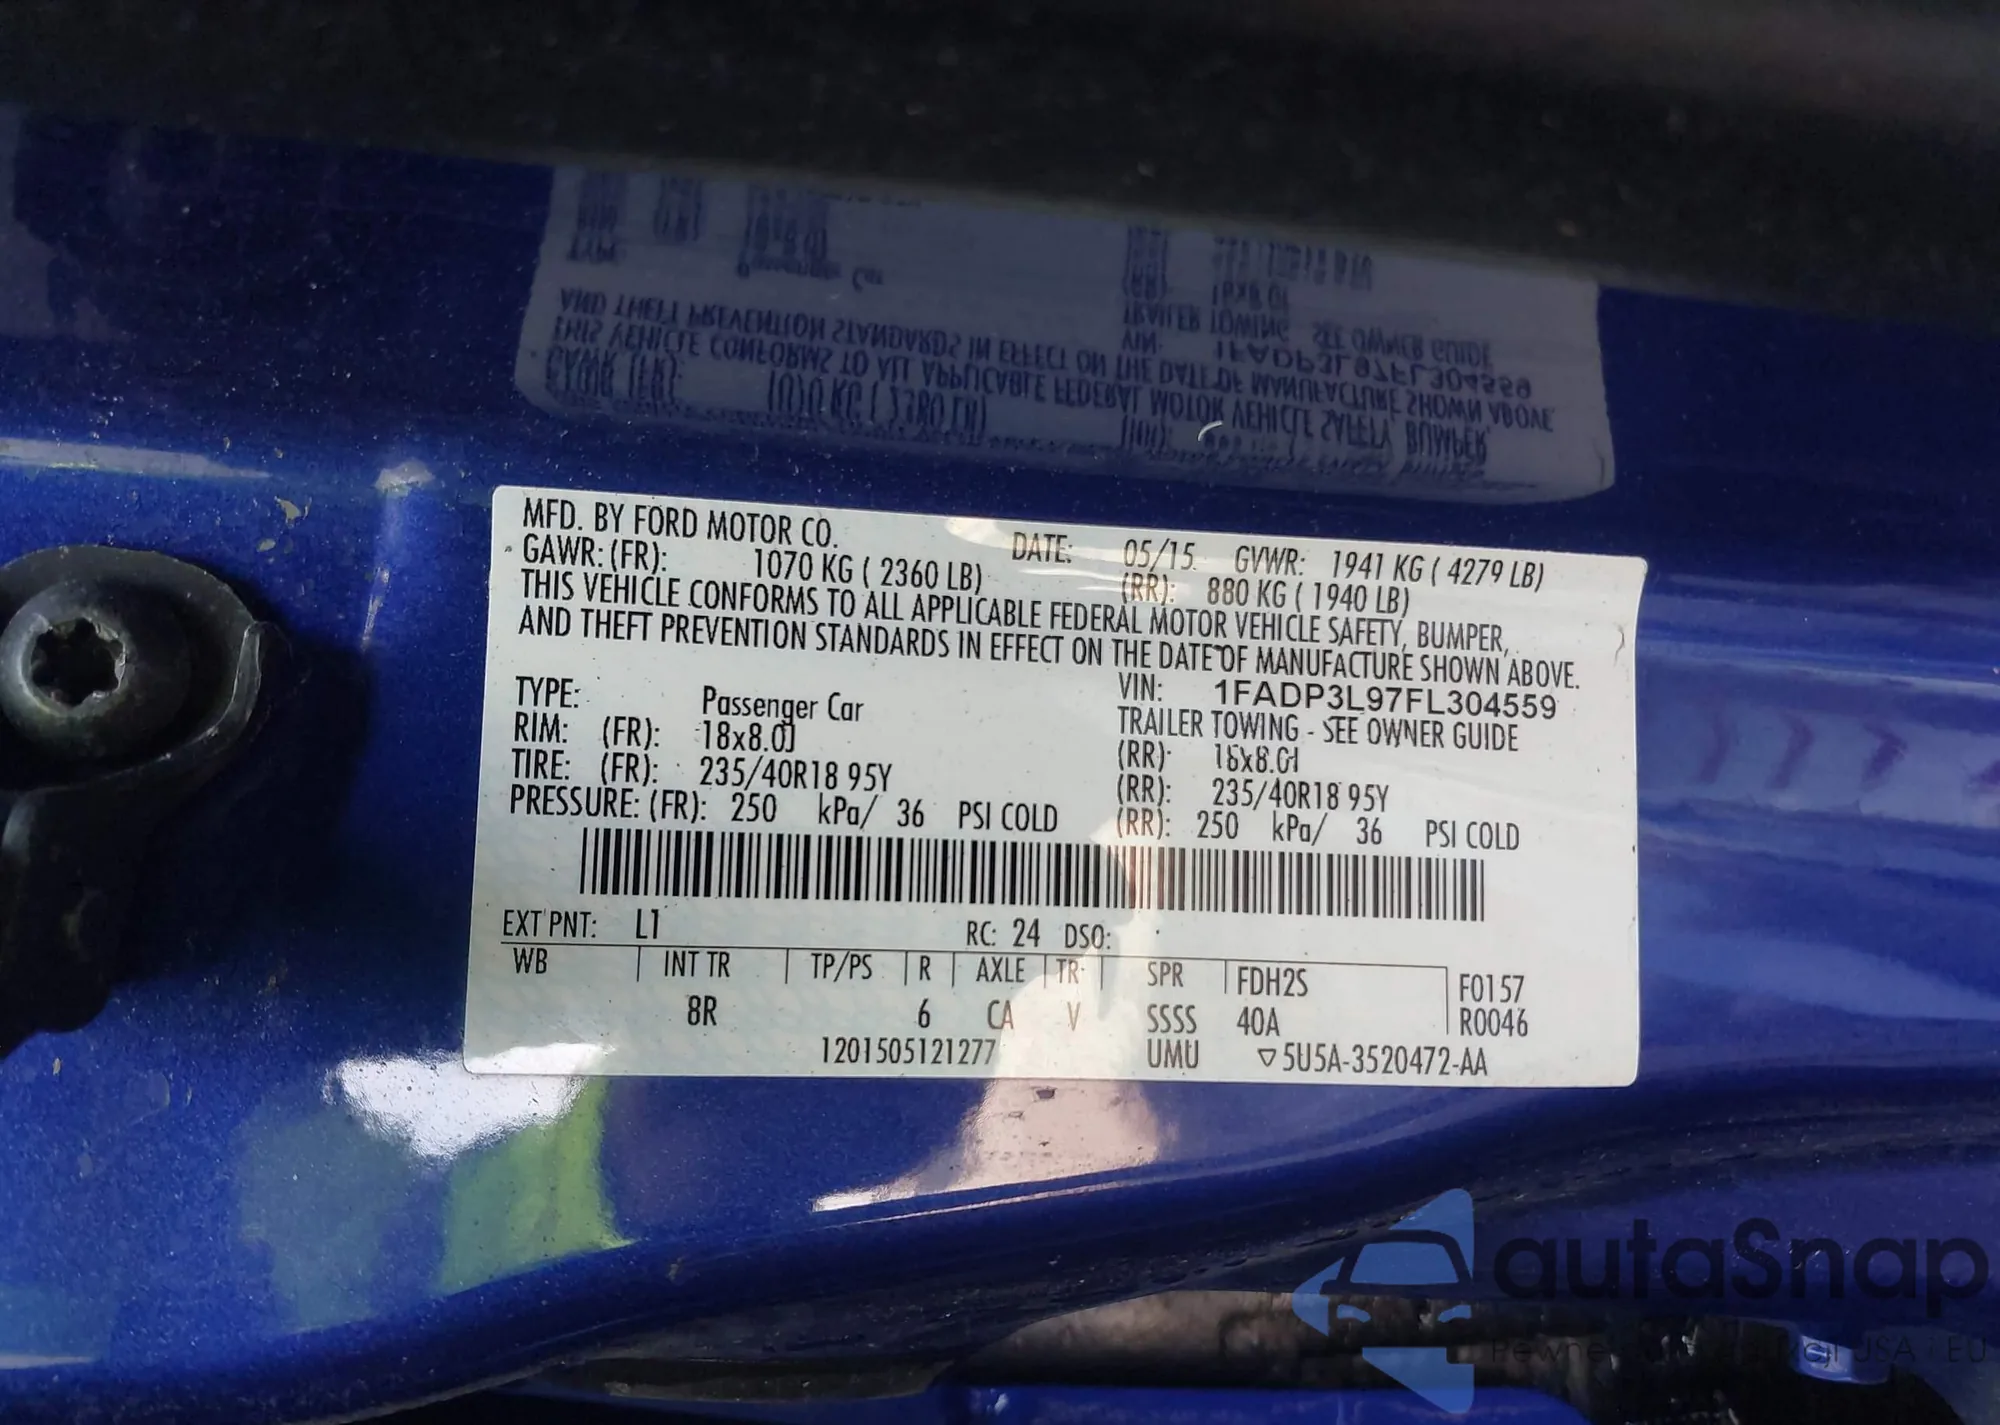 MFD. BY FORD MOTOR CO. DATE: 05/15 GVWR: 1941 KG ( 4279 LB)
GAWR: (FR): 1070 KG ( 2360 LB) (RR): 880 KG ( 1940 LB)
THIS VEHICLE CONFORMS TO ALL APPLICABLE FEDERAL MOTOR VEHICLE SAFETY, BUMPER,
AND THEFT PREVENTION STANDARDS IN EFFECT ON THE DATE OF MANUFACTURE SHOWN ABOVE.
VIN: 1FADP3L97FL304559
TYPE: Passenger Car TRAILER TOWING - SEE OWNER GUIDE
RIM: (FR): 18x8.0J (RR): 18x8.0J
TIRE: (FR): 235/40R18 95Y (RR): 235/40R18 95Y
PRESSURE: (FR): 250 kPa/ 36 PSI COLD (RR): 250 kPa/ 36 PSI COLD
EXT PNT: L1 RC: 24 DSO:
WB INT TR TP/PS R AXLE TR SPR FDH2S F0157
8R 6 CA V SSSS 40A R0046
1201505121277 UMU ▽5U5A-3520472-AA
autaSnap
USA EU